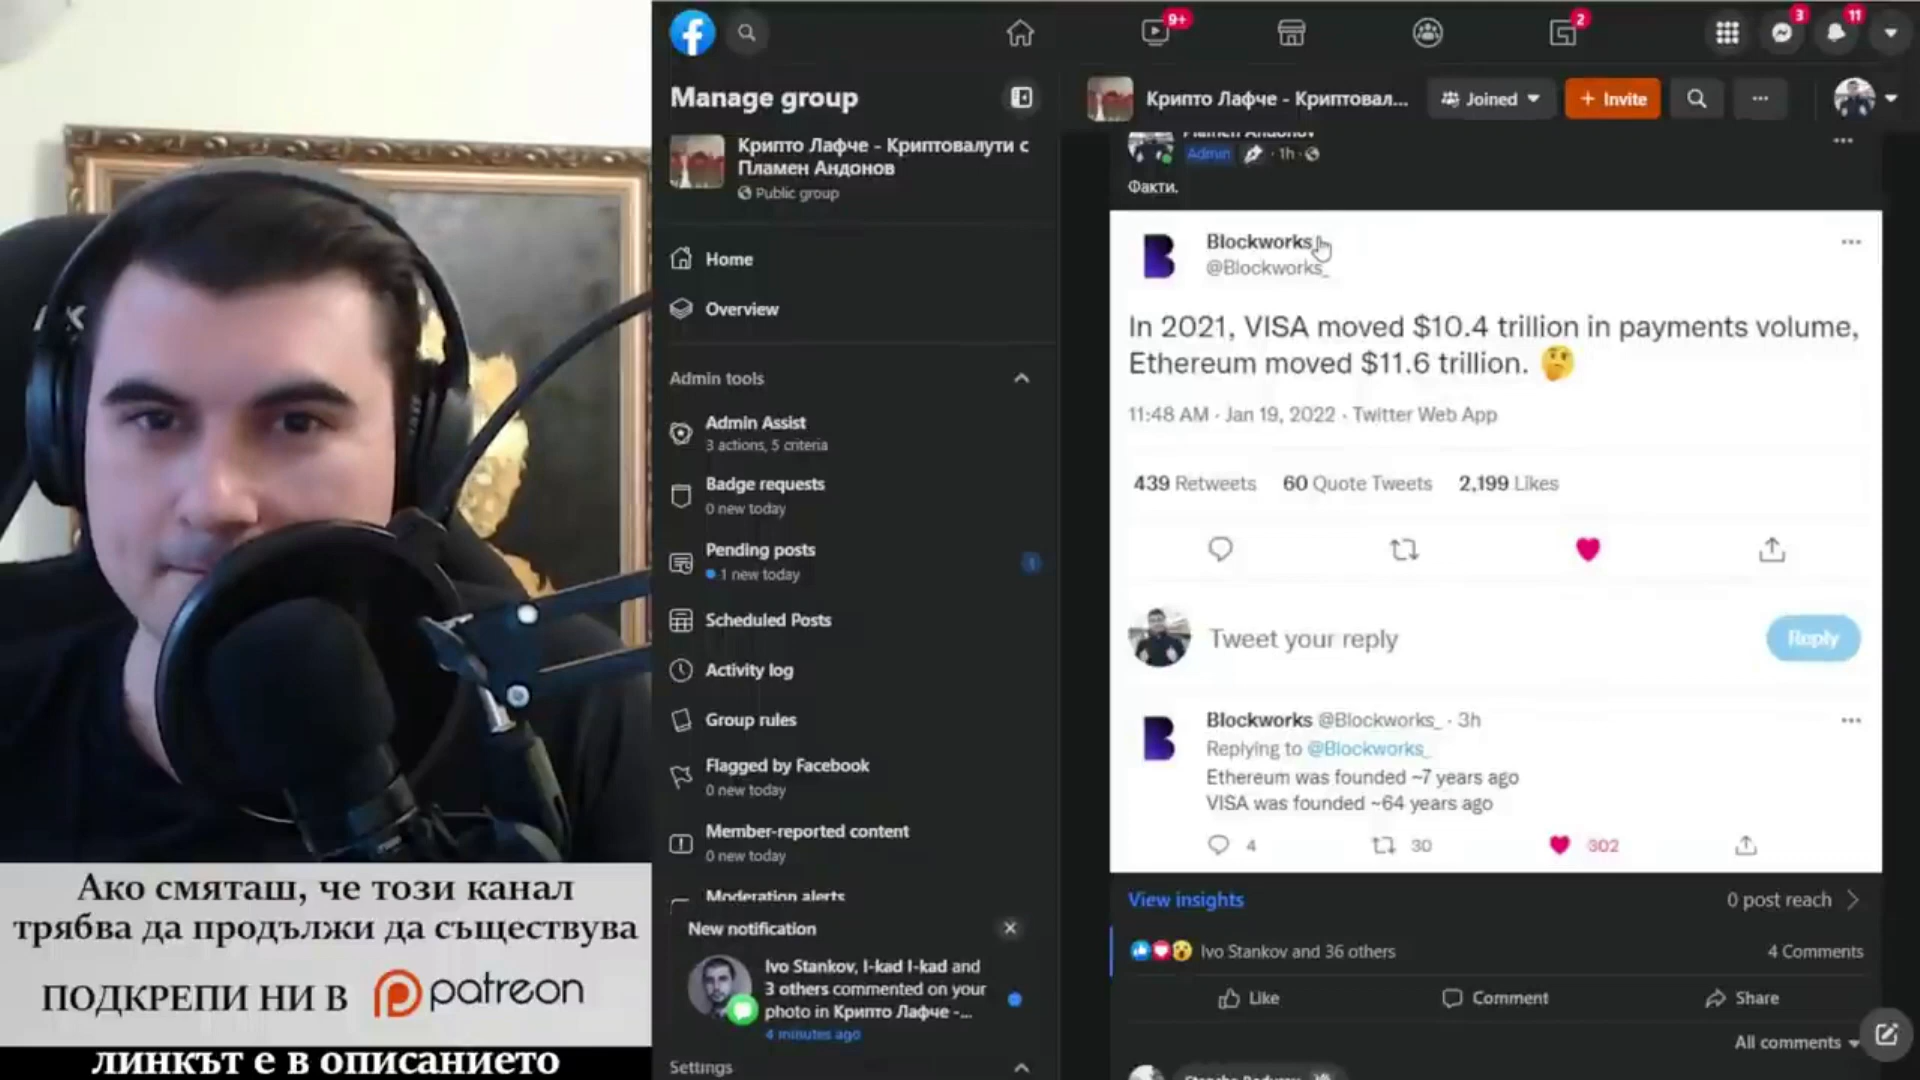 9+
2
3
11
Manage group
Крипто Лафче - Криптовалути с
Пламен Андонов
Public group
Home
Overview
Admin tools
Admin Assist
3 actions, 5 criteria
Badge requests
0 new today
Pending posts
1 new today
1
Scheduled Posts
Activity log
Group rules
Flagged by Facebook
0 new today
Member-reported content
0 new today
Moderation alerts
New notification
Ivo Stankov, I-kad I-kad and
3 others commented on your
photo in Крипто Лафче -...
4 minutes ago
Settings
Крипто Лафче - Криптовал...
Joined
+ Invite
Plamen Andonov
Admin · 1h ·
Факти.
Blockworks
@Blockworks_
In 2021, VISA moved $10.4 trillion in payments volume,
Ethereum moved $11.6 trillion. 🤔
11:48 AM · Jan 19, 2022 · Twitter Web App
439 Retweets 60 Quote Tweets 2,199 Likes
Tweet your reply
Reply
Blockworks @Blockworks_ · 3h
Replying to @Blockworks_
Ethereum was founded ~7 years ago
VISA was founded ~64 years ago
4 30 302
View insights
0 post reach
Ivo Stankov and 36 others
4 Comments
Like
Comment
Share
All comments
Ако смяташ, че този канал
трябва да продължи да съществува
ПОДКРЕПИ НИ В patreon
линкът е в описанието